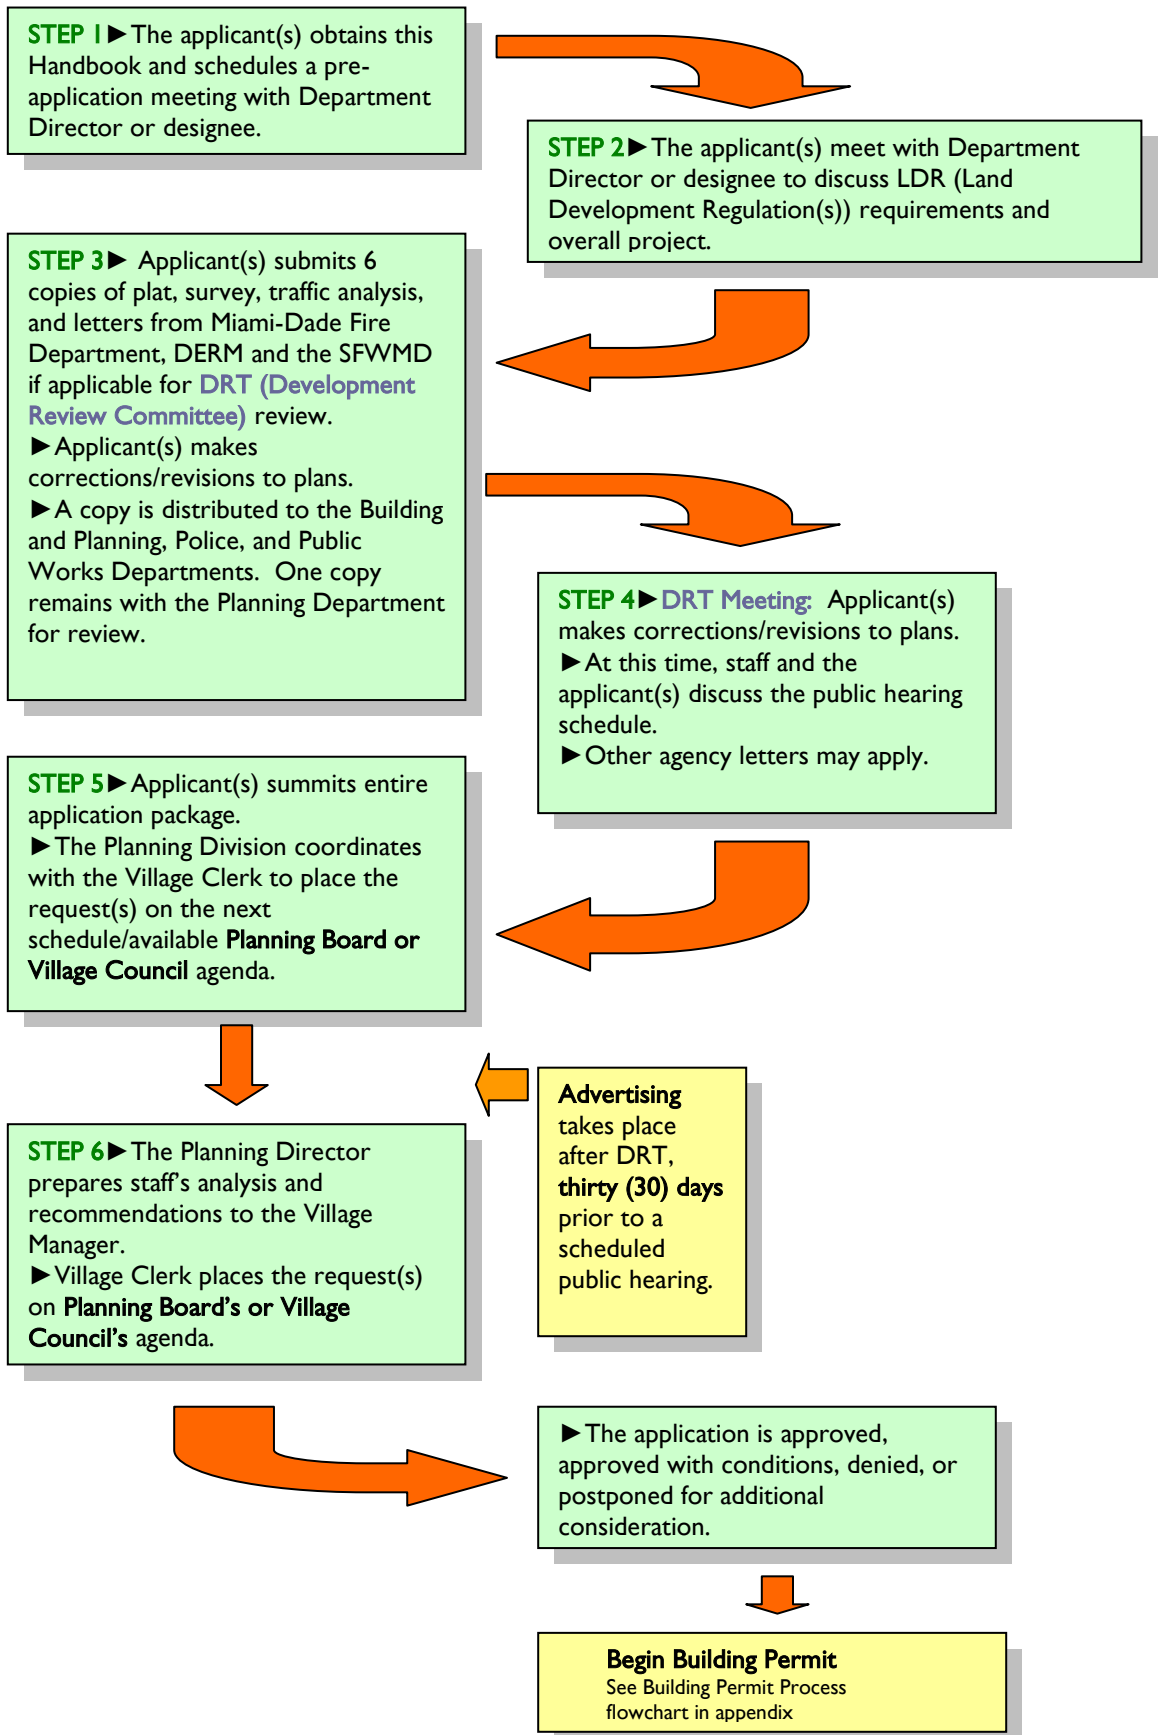 STEP 1►The applicant(s) obtains this
Handbook and schedules a pre-
application meeting with Department
Director or designee.
STEP 2►The applicant(s) meet with Department
Director or designee to discuss LDR (Land
Development Regulation(s)) requirements and
overall project.
STEP 3► Applicant(s) submits 6
copies of plat, survey, traffic analysis,
and letters from Miami-Dade Fire
Department, DERM and the SFWMD
if applicable for DRT (Development
Review Committee) review.
►Applicant(s) makes
corrections/revisions to plans.
►A copy is distributed to the Building
and Planning, Police, and Public
Works Departments. One copy
remains with the Planning Department
for review.
STEP 4►DRT Meeting: Applicant(s)
makes corrections/revisions to plans.
►At this time, staff and the
applicant(s) discuss the public hearing
schedule.
►Other agency letters may apply.
STEP 5►Applicant(s) summits entire
application package.
►The Planning Division coordinates
with the Village Clerk to place the
request(s) on the next
schedule/available Planning Board or
Village Council agenda.
Advertising
takes place
after DRT,
thirty (30) days
prior to a
scheduled
public hearing.
STEP 6►The Planning Director
prepares staff's analysis and
recommendations to the Village
Manager.
►Village Clerk places the request(s)
on Planning Board's or Village
Council's agenda.
►The application is approved,
approved with conditions, denied, or
postponed for additional
consideration.
Begin Building Permit
See Building Permit Process
flowchart in appendix